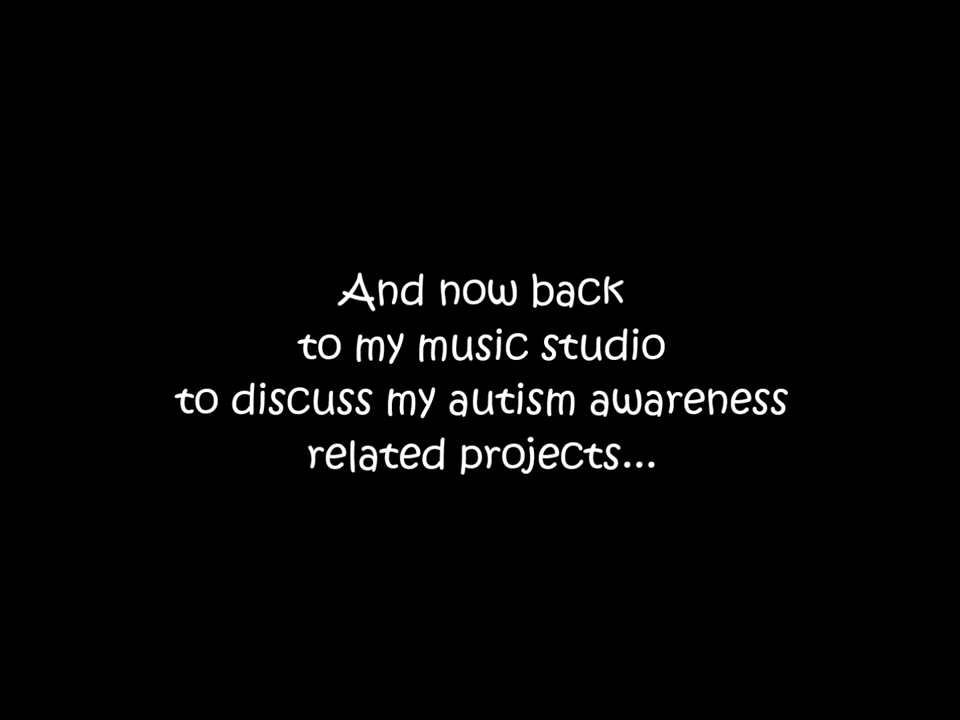 And now back
to my music studio
to discuss my autism awareness
related projects...